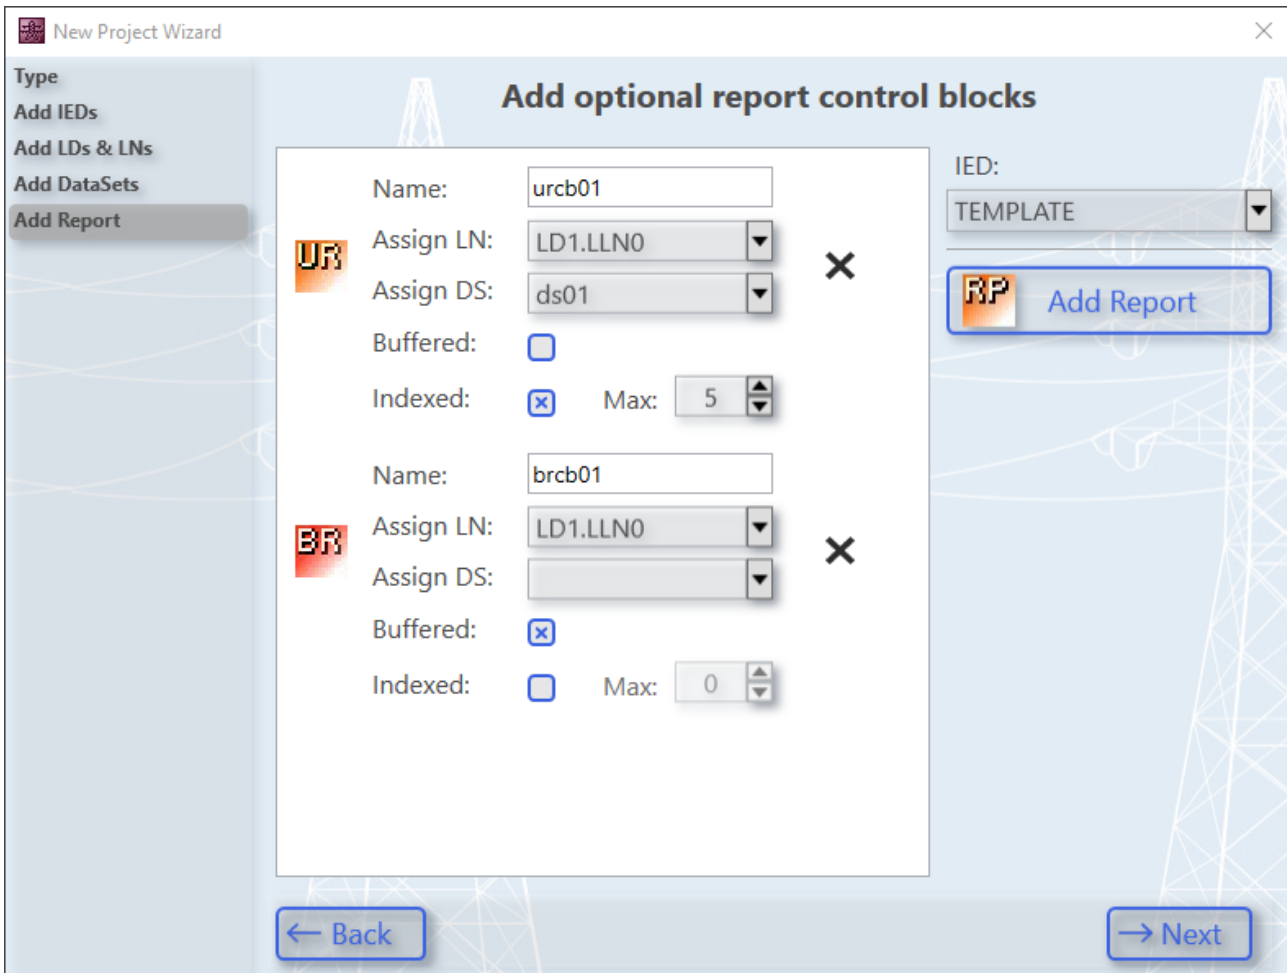 New Project Wizard
Type
Add IEDs
Add LDs & LNs
Add DataSets
Add Report
Add optional report control blocks
Name: urcb01
UR
Assign LN: LD1.LLN0
Assign DS: ds01
Buffered:
Indexed: Max: 5
Name: brcb01
BR
Assign LN: LD1.LLN0
Assign DS:
Buffered:
Indexed: Max: 0
IED:
TEMPLATE
RP Add Report
Back
Next